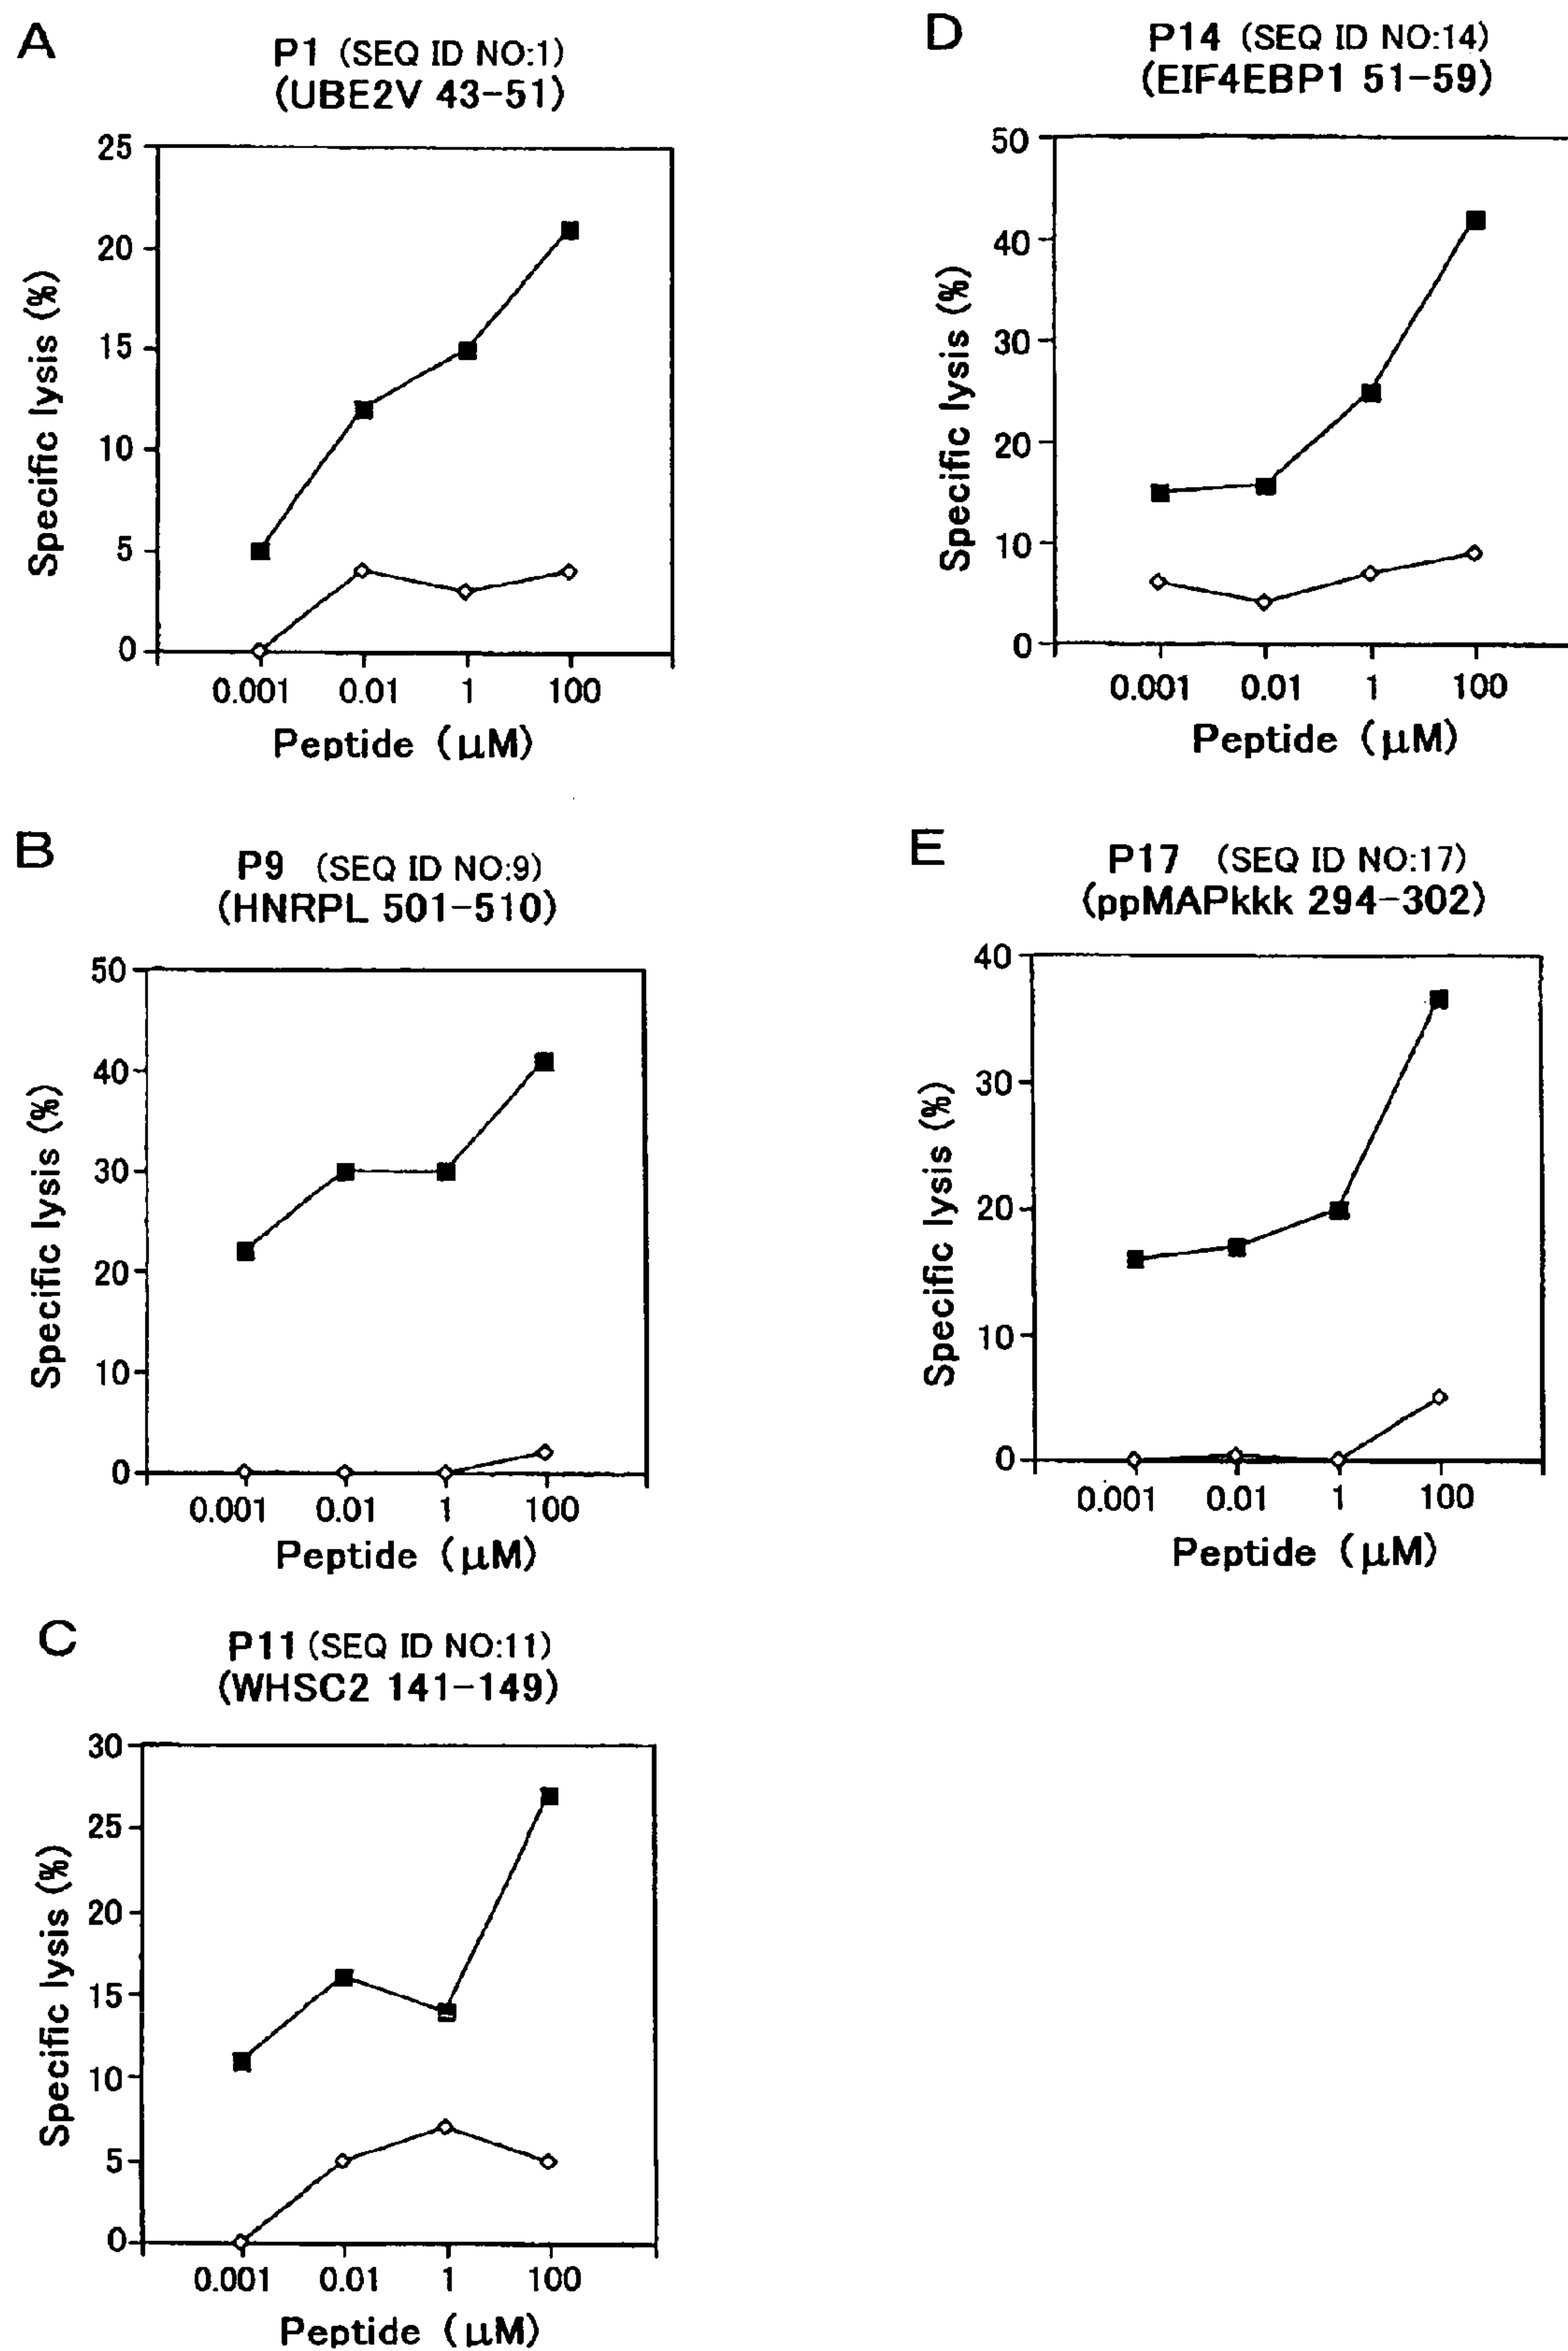 A
P1 (SEQ ID NO:1)
(UBE2V 43-51)
25
20
15
10
5
0
Specific lysis (%)
0.001 0.01 1 100
Peptide (μM)
B
P9 (SEQ ID NO:9)
(HNRPL 501-510)
50
40
30
20
10
0
Specific lysis (%)
0.001 0.01 1 100
Peptide (μM)
C
P11 (SEQ ID NO:11)
(WHSC2 141-149)
30
25
20
15
10
5
0
Specific lysis (%)
0.001 0.01 1 100
Peptide (μM)
D
P14 (SEQ ID NO:14)
(EIF4EBP1 51-59)
50
40
30
20
10
0
Specific lysis (%)
0.001 0.01 1 100
Peptide (μM)
E
P17 (SEQ ID NO:17)
(ppMAPkkk 294-302)
40
30
20
10
0
Specific lysis (%)
0.001 0.01 1 100
Peptide (μM)